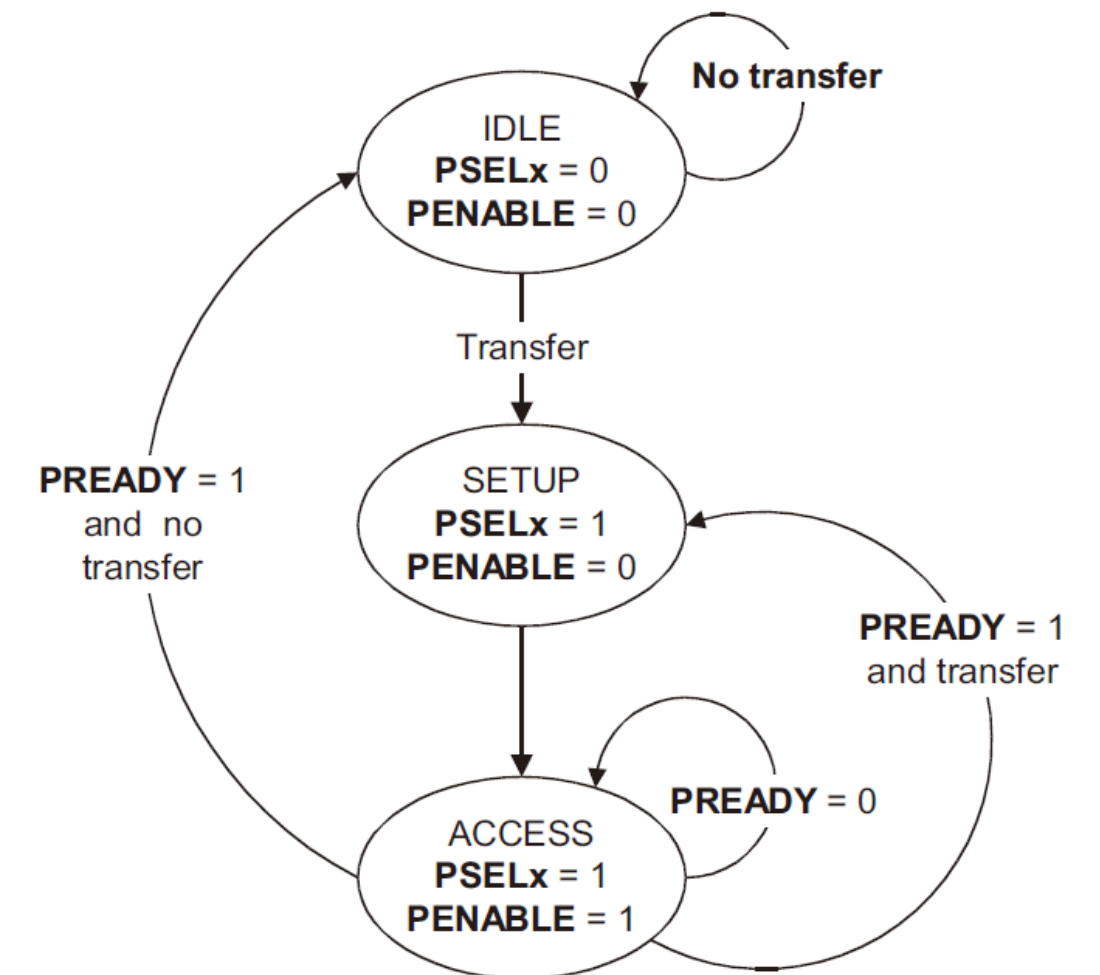 No transfer
IDLE
PSELx = 0
PENABLE = 0
Transfer
PREADY = 1
and no
transfer
SETUP
PSELx = 1
PENABLE = 0
PREADY = 1
and transfer
PREADY = 0
ACCESS
PSELx = 1
PENABLE = 1